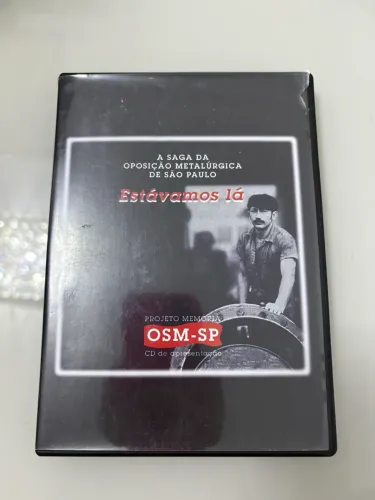 A SAGA DA
OPOSIÇÃO METALÚRGICA
DE SÃO PAULO
Estávamos lá
PROJETO MEMÓRIA
OSM-SP
CD de apresentação